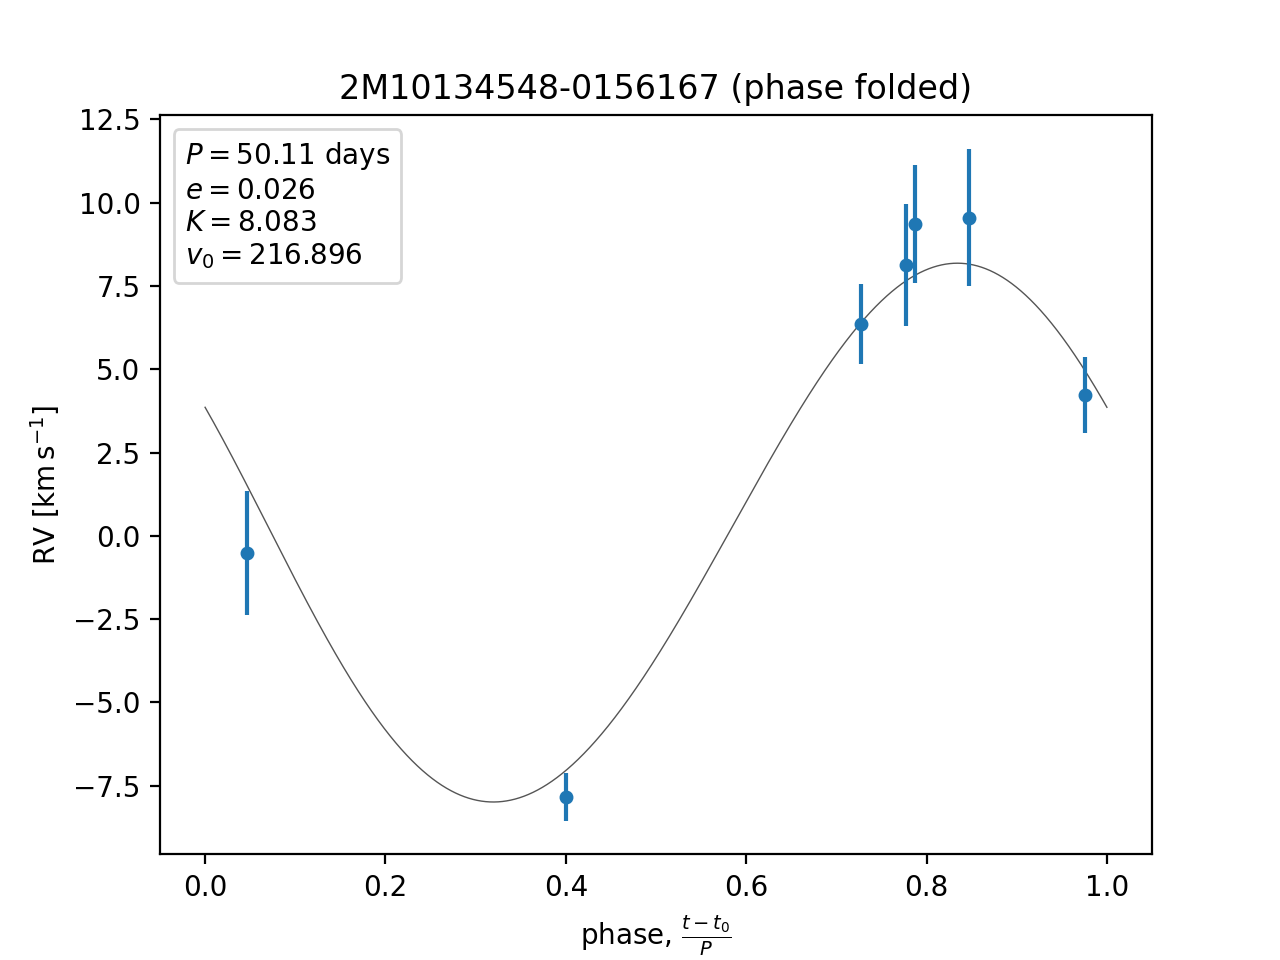 2M10134548-0156167 (phase folded)
P = 50.11 days
e = 0.026
K = 8.083
v₀ = 216.896
12.5
10.0
7.5
5.0
2.5
0.0
−2.5
−5.0
−7.5
RV [km s⁻¹]
0.0 0.2 0.4 0.6 0.8 1.0
phase, (t − t₀)/P